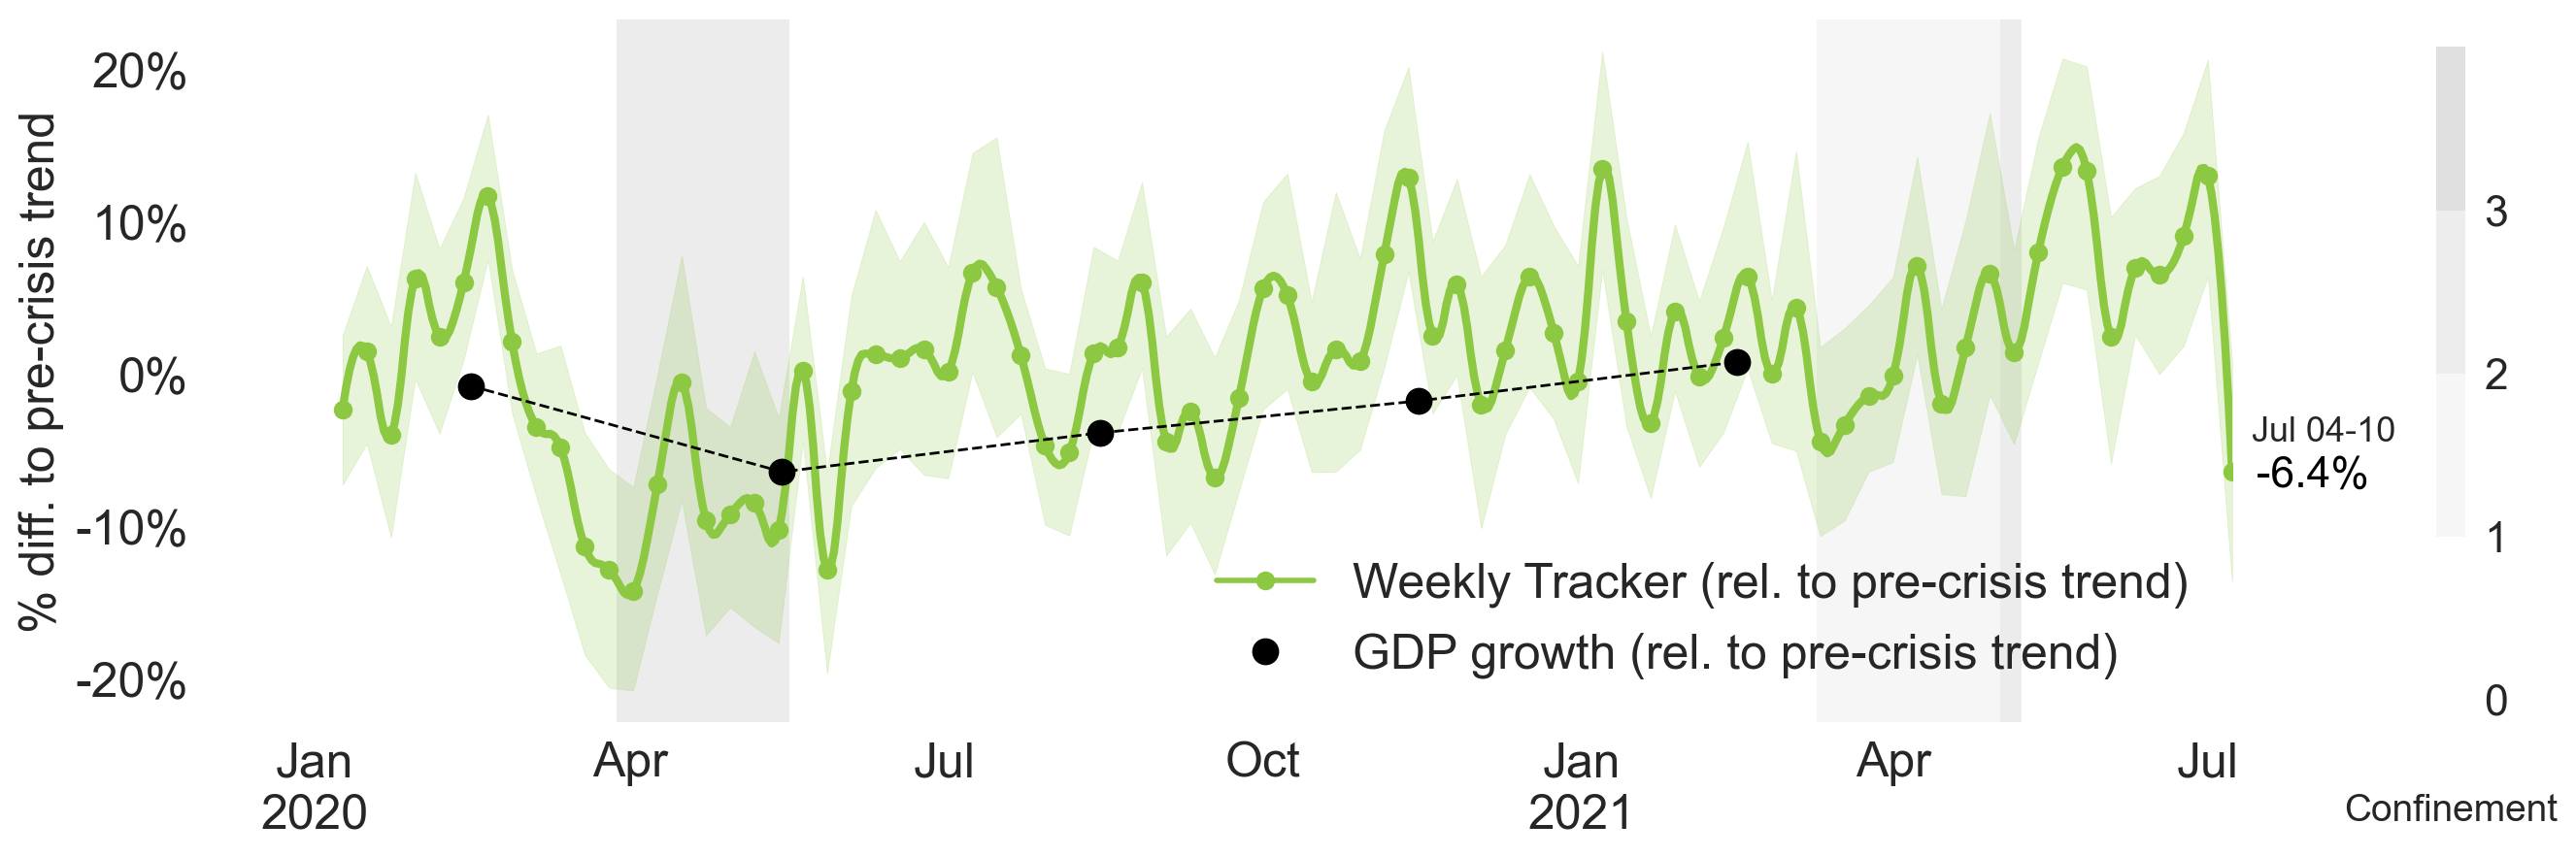 % diff. to pre-crisis trend
20%
10%
0%
-10%
-20%
Jan
2020
Apr
Jul
Oct
Jan
2021
Apr
Jul
Weekly Tracker (rel. to pre-crisis trend)
GDP growth (rel. to pre-crisis trend)
Jul 04-10
-6.4%
3
2
1
0
Confinement